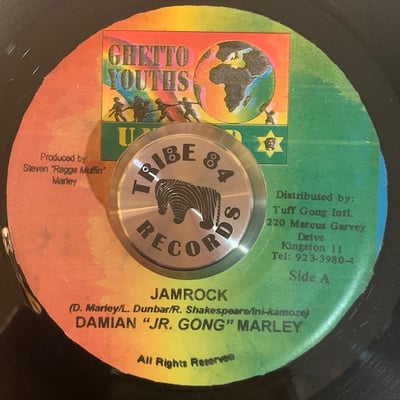 GHETTO
YOUTHS
TRIBE 84
RECORDS
Produced by:
Steven "Ragga Muffin"
Marley
Distributed by:
Tuff Gong Intl.
220 Marcus Garvey
Drive
Kingston 11
Tel: 923-3980-4
Side A
JAMROCK
(D. Marley/L. Dunbar/R. Shakespeare/ini-kamoze)
DAMIAN "JR. GONG" MARLEY
All Rights Reserved